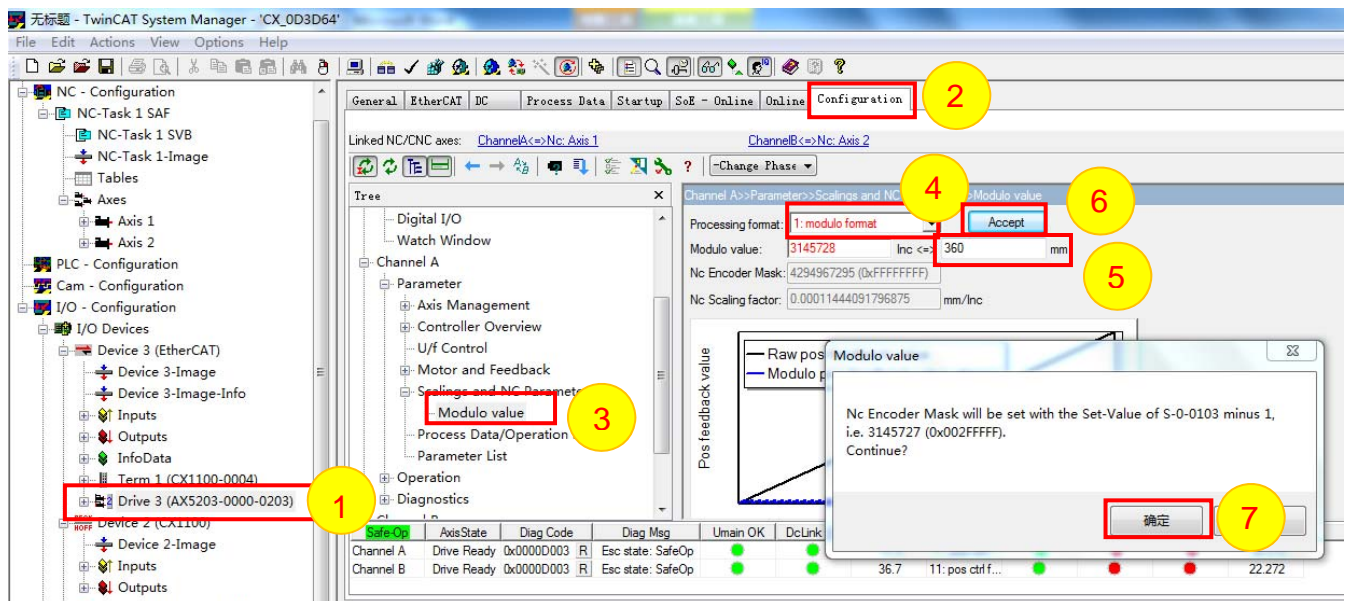 无标题 - TwinCAT System Manager - 'CX_0D3D64'
File Edit Actions View Options Help
NC - Configuration
NC-Task 1 SAF
NC-Task 1 SVB
NC-Task 1-Image
Tables
Axes
Axis 1
Axis 2
PLC - Configuration
Cam - Configuration
I/O - Configuration
I/O Devices
Device 3 (EtherCAT)
Device 3-Image
Device 3-Image-Info
Inputs
Outputs
InfoData
Term 1 (CX1100-0004)
Drive 3 (AX5203-0000-0203)
1
Device 2 (CX1100)
Device 2-Image
Inputs
Outputs
General EtherCAT DC Process Data Startup SoE - Online Online Configuration
2
Linked NC/CNC axes: ChannelA<=>Nc: Axis 1 ChannelB<=>Nc: Axis 2
-Change Phase
Tree X
Digital I/O
Watch Window
Channel A
Parameter
Axis Management
Controller Overview
U/f Control
Motor and Feedback
Scalings and NC Paramete
Modulo value
3
Process Data/Operation
Parameter List
Operation
Diagnostics
Channel A>>Parameter>>Scalings and NC >Modulo value
4
Processing format: 1: modulo format Accept
6
Modulo value: 3145728 Inc <=> 360 mm
5
Nc Encoder Mask: 4294967295 (0xFFFFFFFF)
Nc Scaling factor: 0.00011444091796875 mm/Inc
Pos feedback value
Raw pos
Modulo p
Modulo value
Nc Encoder Mask will be set with the Set-Value of S-0-0103 minus 1,
i.e. 3145727 (0x002FFFFF).
Continue?
确定
7
Safe-Op AxisState Diag Code Diag Msg Umain OK DcLink
Channel A Drive Ready 0x0000D003 R Esc state: SafeOp
Channel B Drive Ready 0x0000D003 R Esc state: SafeOp 36.7 11: pos ctrl f... 22.272